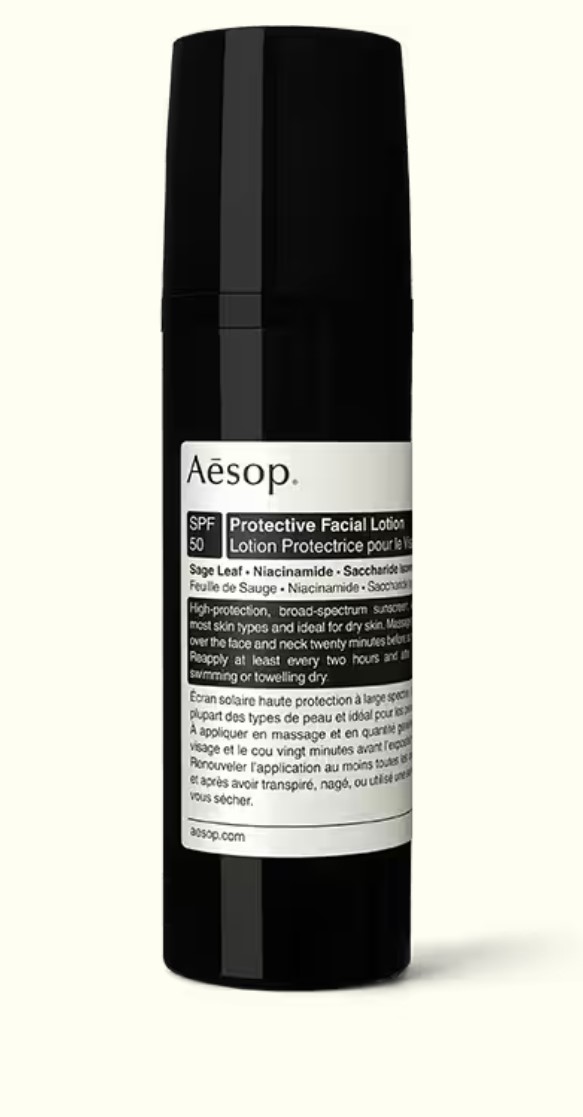 Aēsop.
SPF 50
Protective Facial Lotion
Lotion Protectrice pour le
Sage Leaf • Niacinamide • Saccharide
Feuille de Sauge • Niacinamide • Saccharide
High-protection, broad-spectrum sunscreen,
most skin types and ideal for dry skin.
over the face and neck twenty minutes before
Reapply at least every two hours and
swimming or towelling dry.
Écran solaire haute protection à large
plupart des types de peau et idéal pour les
À appliquer en massage et en quantité
visage et le cou vingt minutes avant
Renouveler l'application au moins toutes les
et après avoir transpiré, nagé, ou utilisé une
vous sécher.
aesop.com